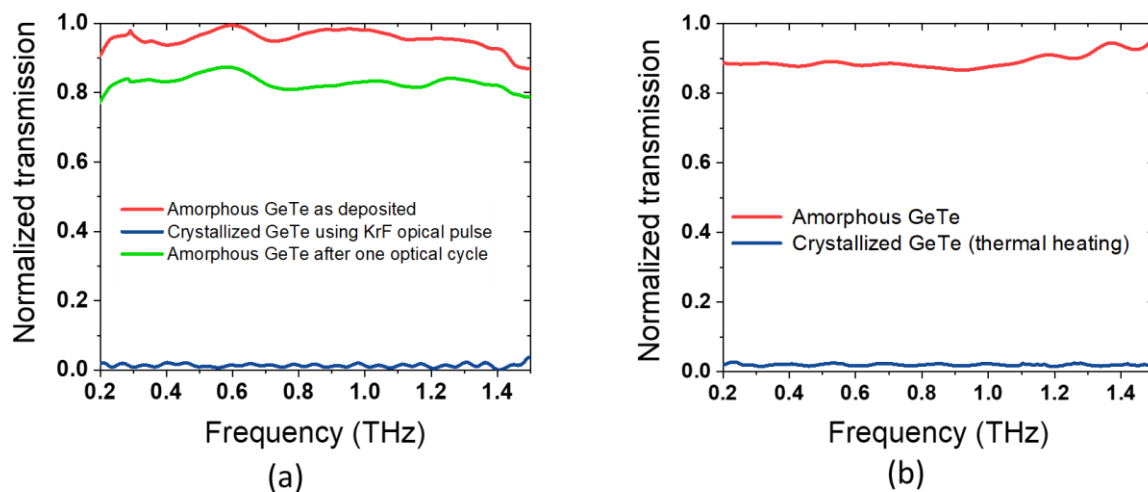 Normalized transmission
1.0
0.8
0.6
0.4
0.2
0.0
Amorphous GeTe as deposited
Crystallized GeTe using KrF opical pulse
Amorphous GeTe after one optical cycle
0.2 0.4 0.6 0.8 1.0 1.2 1.4
Frequency (THz)
(a)
Normalized transmission
1.0
0.8
0.6
0.4
0.2
0.0
Amorphous GeTe
Crystallized GeTe (thermal heating)
0.2 0.4 0.6 0.8 1.0 1.2 1.4
Frequency (THz)
(b)